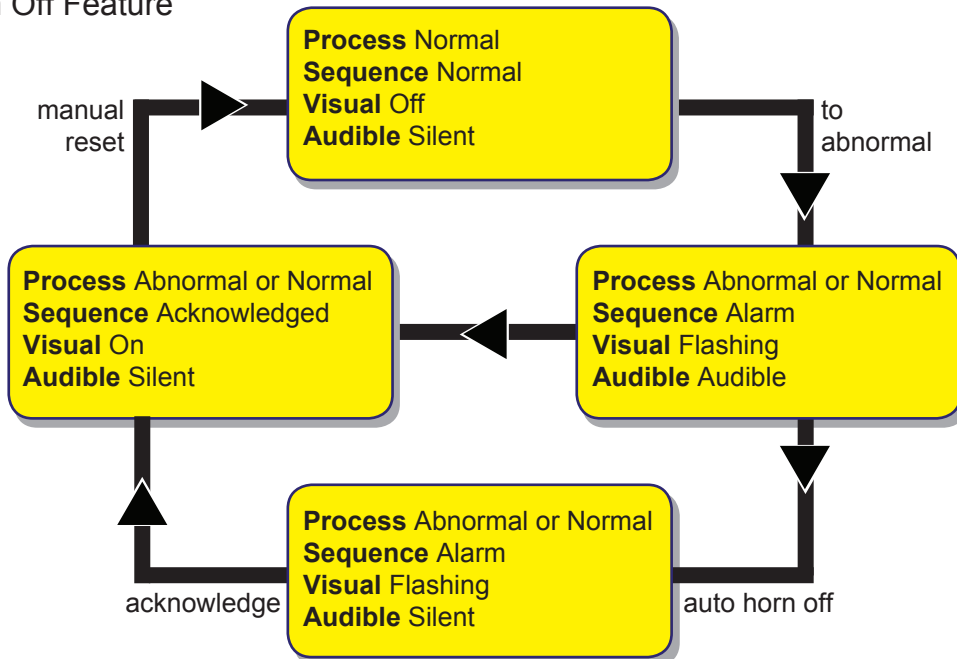 Off Feature
Process Normal
Sequence Normal
Visual Off
Audible Silent
manual
reset
to
abnormal
Process Abnormal or Normal
Sequence Acknowledged
Visual On
Audible Silent
Process Abnormal or Normal
Sequence Alarm
Visual Flashing
Audible Audible
Process Abnormal or Normal
Sequence Alarm
Visual Flashing
Audible Silent
acknowledge
auto horn off